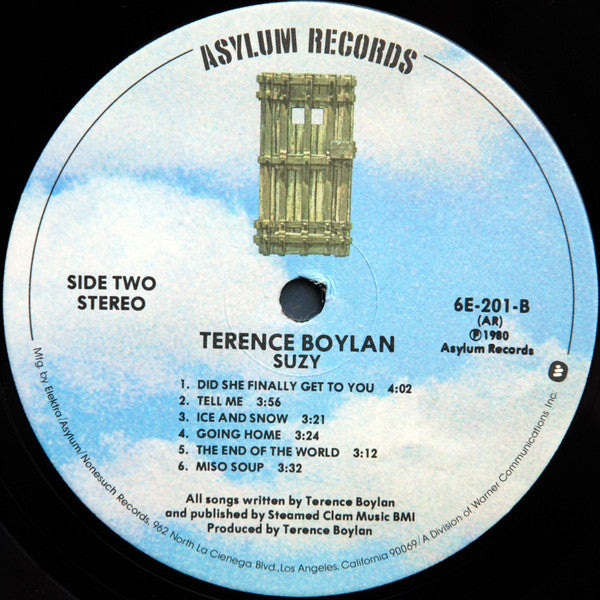 ASYLUM RECORDS
SIDE TWO
STEREO
6E-201-B
(AR)
Ⓟ1980
Asylum Records
TERENCE BOYLAN
SUZY
1. DID SHE FINALLY GET TO YOU 4:02
2. TELL ME 3:56
3. ICE AND SNOW 3:21
4. GOING HOME 3:24
5. THE END OF THE WORLD 3:12
6. MISO SOUP 3:32
All songs written by Terence Boylan
and published by Steamed Clam Music BMI
Produced by Terence Boylan
Mfg. by Elektra/Asylum/Nonesuch Records, 962 North La Cienega Blvd., Los Angeles, California 90069/A Division of Warner Communications Inc.